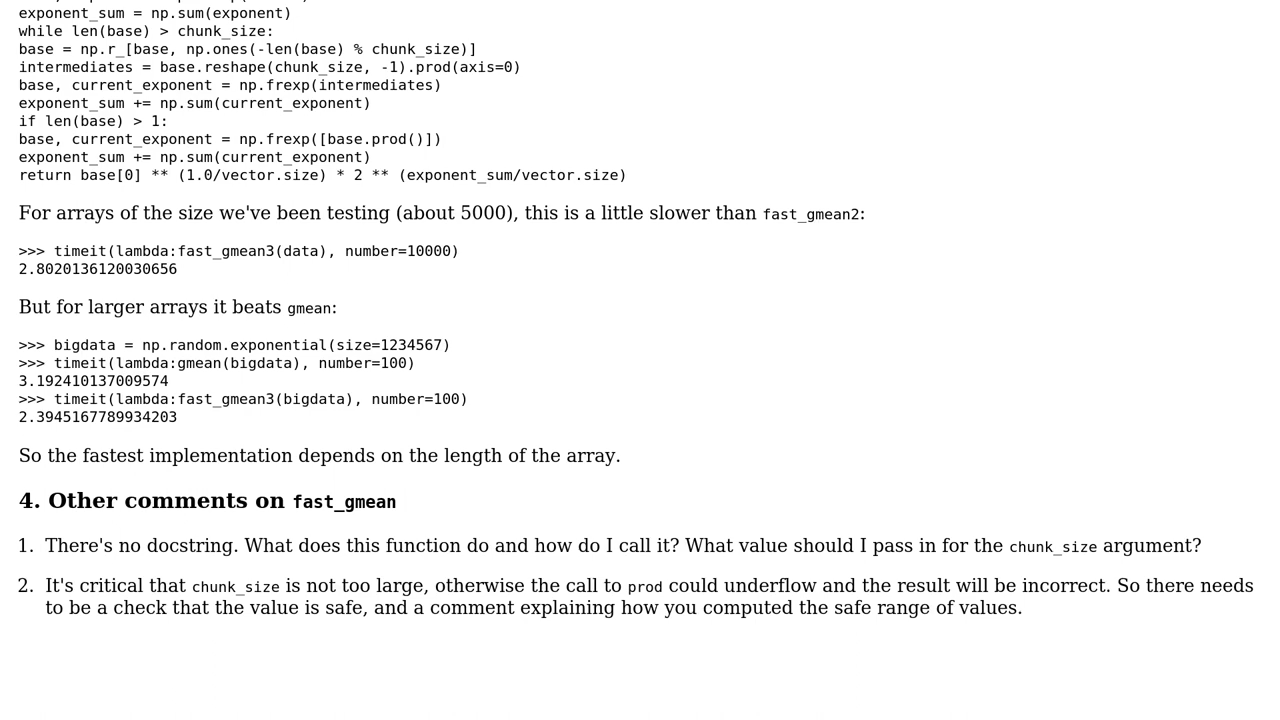 exponent_sum = np.sum(exponent)
while len(base) > chunk_size:
base = np.r_[base, np.ones(-len(base) % chunk_size)]
intermediates = base.reshape(chunk_size, -1).prod(axis=0)
base, current_exponent = np.frexp(intermediates)
exponent_sum += np.sum(current_exponent)
if len(base) > 1:
base, current_exponent = np.frexp([base.prod()])
exponent_sum += np.sum(current_exponent)
return base[0] ** (1.0/vector.size) * 2 ** (exponent_sum/vector.size)
For arrays of the size we've been testing (about 5000), this is a little slower than fast_gmean2:
>>> timeit(lambda:fast_gmean3(data), number=10000)
2.8020136120030656
But for larger arrays it beats gmean:
>>> bigdata = np.random.exponential(size=1234567)
>>> timeit(lambda:gmean(bigdata), number=100)
3.192410137009574
>>> timeit(lambda:fast_gmean3(bigdata), number=100)
2.3945167789934203
So the fastest implementation depends on the length of the array.
4. Other comments on fast_gmean
1. There's no docstring. What does this function do and how do I call it? What value should I pass in for the chunk_size argument?
2. It's critical that chunk_size is not too large, otherwise the call to prod could underflow and the result will be incorrect. So there needs
to be a check that the value is safe, and a comment explaining how you computed the safe range of values.